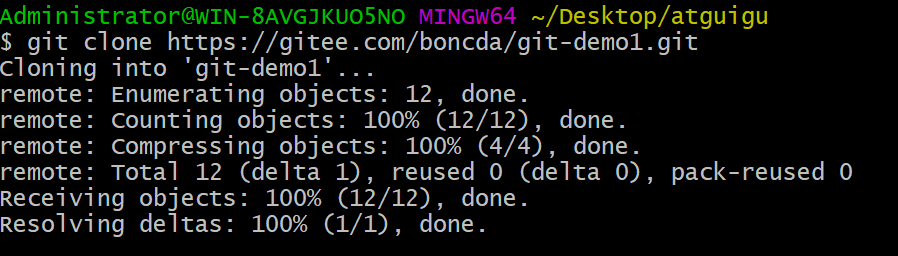 Administrator@WIN-8AVGJKUO5NO MINGW64 ~/Desktop/atguigu
$ git clone https://gitee.com/boncda/git-demo1.git
Cloning into 'git-demo1'...
remote: Enumerating objects: 12, done.
remote: Counting objects: 100% (12/12), done.
remote: Compressing objects: 100% (4/4), done.
remote: Total 12 (delta 1), reused 0 (delta 0), pack-reused 0
Receiving objects: 100% (12/12), done.
Resolving deltas: 100% (1/1), done.